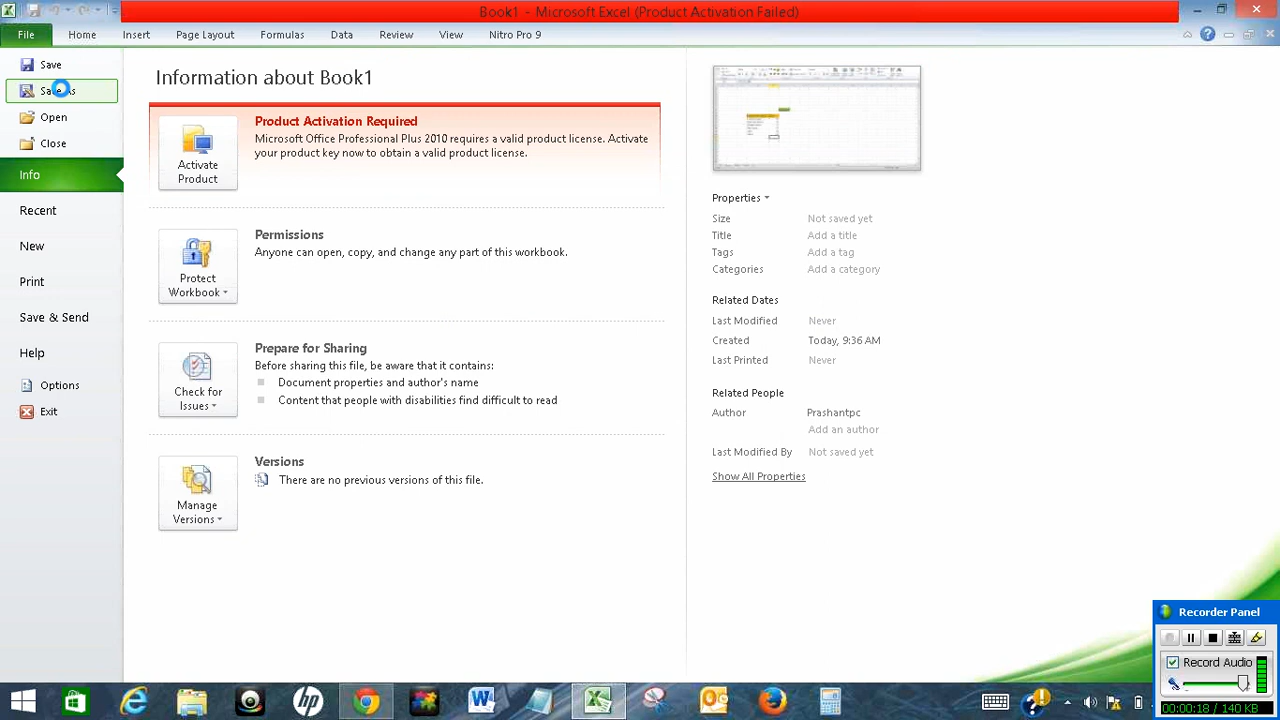 Book1 - Microsoft Excel (Product Activation Failed)
File Home Insert Page Layout Formulas Data Review View Nitro Pro 9
Save
Open
Close
Info
Recent
New
Print
Save & Send
Help
Options
Exit
Information about Book1
Activate
Product
Product Activation Required
Microsoft Office Professional Plus 2010 requires a valid product license. Activate
your product key now to obtain a valid product license.
Protect
Workbook
Permissions
Anyone can open, copy, and change any part of this workbook.
Check for
Issues
Prepare for Sharing
Before sharing this file, be aware that it contains:
Document properties and author's name
Content that people with disabilities find difficult to read
Manage
Versions
Versions
There are no previous versions of this file.
Properties
Size Not saved yet
Title Add a title
Tags Add a tag
Categories Add a category
Related Dates
Last Modified Never
Created Today, 9:36 AM
Last Printed Never
Related People
Author Prashantpc
Add an author
Last Modified By Not saved yet
Show All Properties
Recorder Panel
Record Audio
00:00:18 / 140 KB